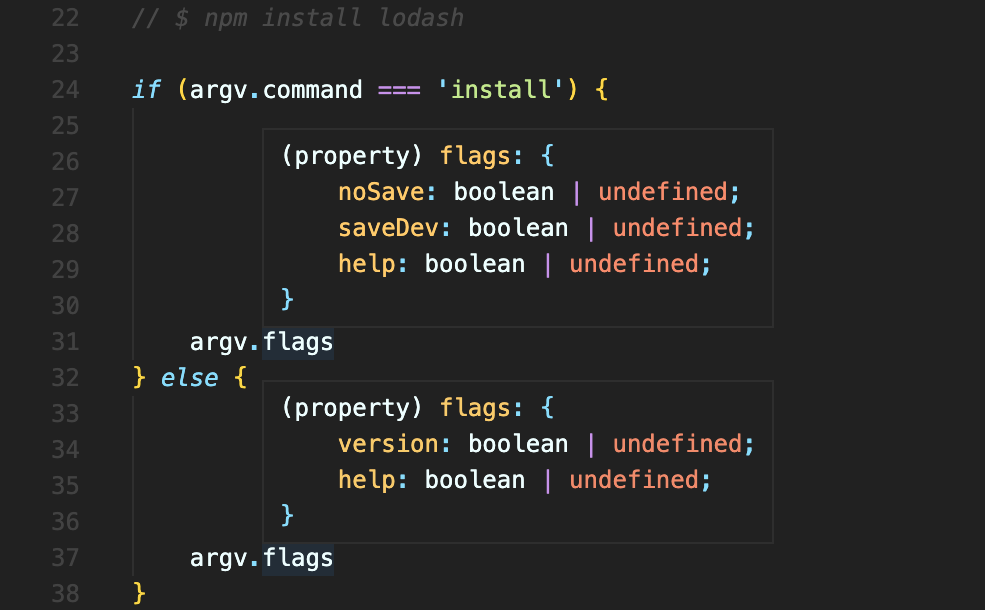 22 // $ npm install lodash
23
24 if (argv.command === 'install') {
25
26 (property) flags: {
27 noSave: boolean | undefined;
28 saveDev: boolean | undefined;
29 help: boolean | undefined;
30 }
31 argv.flags
32 } else {
33 (property) flags: {
34 version: boolean | undefined;
35 help: boolean | undefined;
36 }
37 argv.flags
38 }